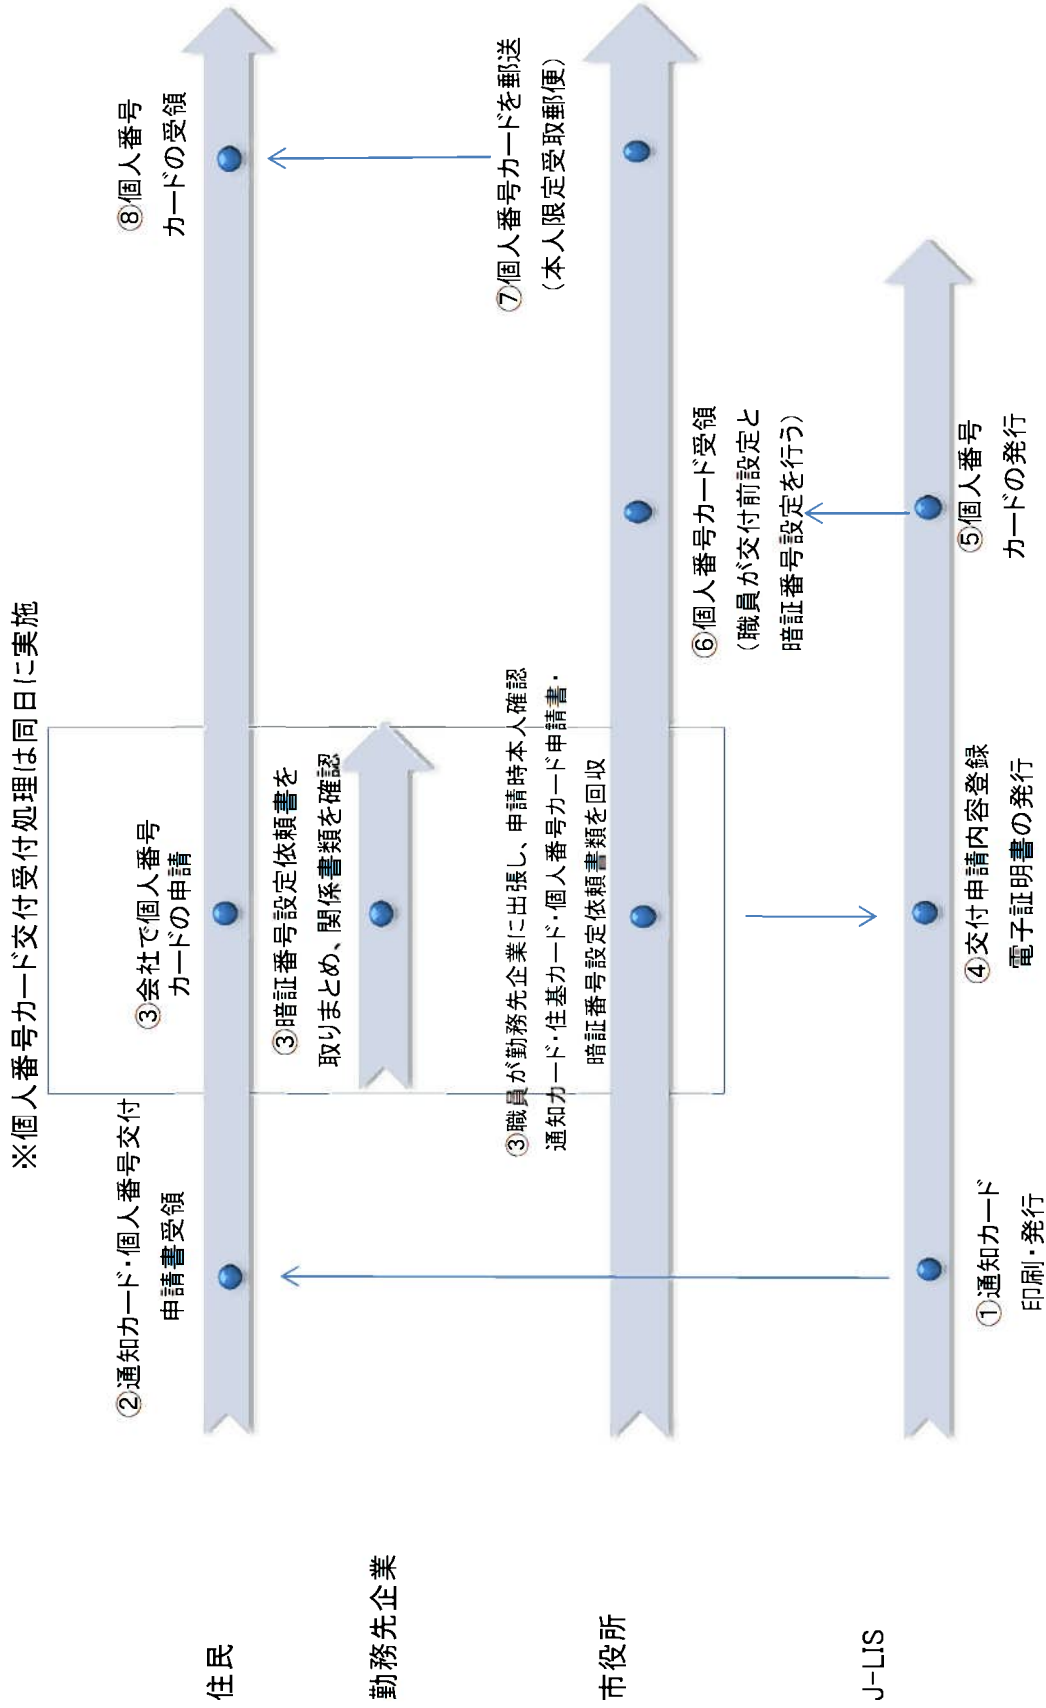 ※個人番号カード交付受付処理は同日に実施
住民
②通知カード・個人番号交付
申請書受領
③会社で個人番号
カードの申請
⑧個人番号
カードの受領
勤務先企業
③暗証番号設定依頼書を
取りまとめ、関係書類を確認
市役所
③職員が勤務先企業に出張し、申請時本人確認
通知カード・住基カード・個人番号カード申請書・
暗証番号設定依頼書類を回収
⑦個人番号カードを郵送
（本人限定受取郵便）
⑥個人番号カード受領
（職員が交付前設定と
暗証番号設定を行う）
J-LIS
①通知カード
印刷・発行
④交付申請内容登録
電子証明書の発行
⑤個人番号
カードの発行